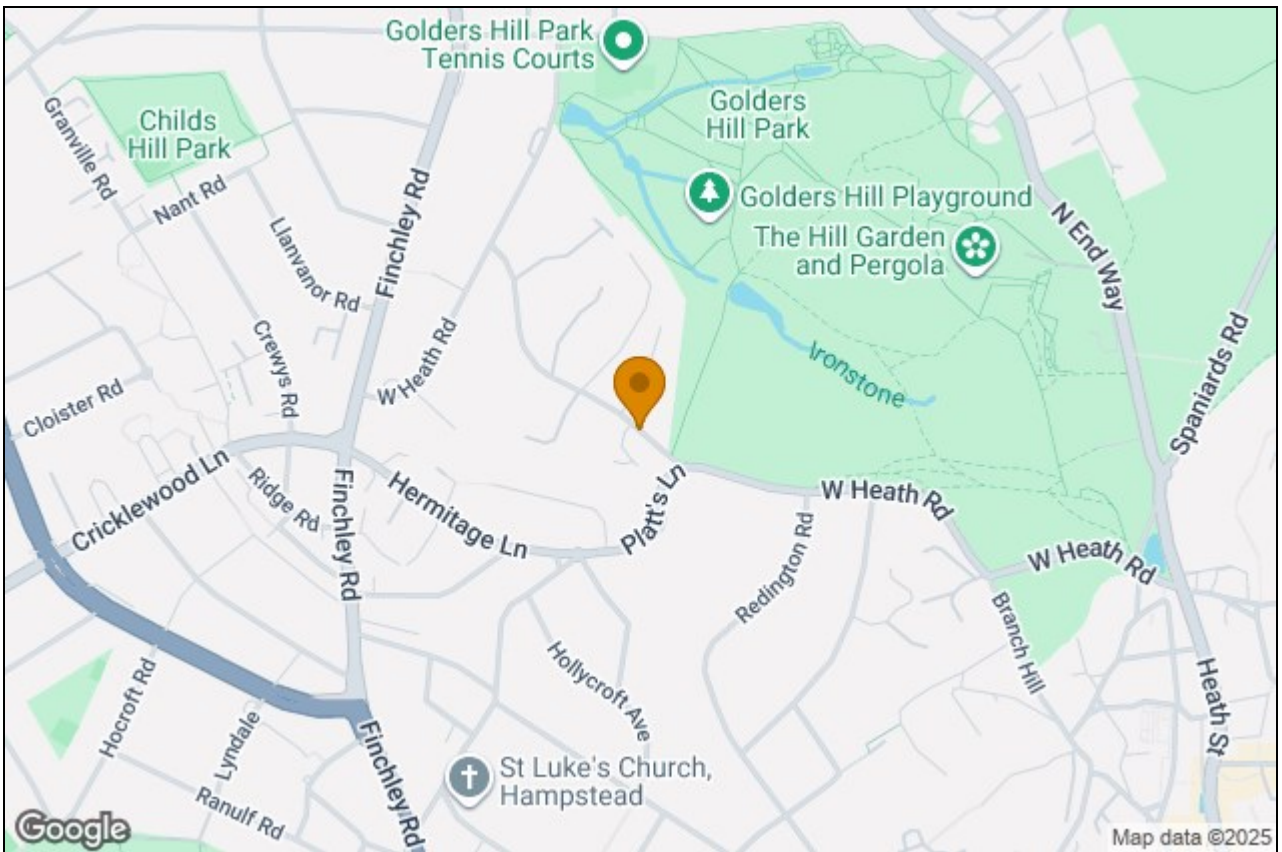 Golders Hill Park
Tennis Courts
Golders
Hill Park
Childs
Hill Park
Granville Rd
Nant Rd
Llanvanor Rd
Finchley Rd
Golders Hill Playground
The Hill Garden
and Pergola
N End Way
Spaniards Rd
Crewys Rd
W Heath Rd
Ironstone
Cloister Rd
Cricklewood Ln
Ridge Rd
Finchley Rd
Hermitage Ln
Platt's Ln
W Heath Rd
Redington Rd
W Heath Rd
Branch Hill
Hocroft Rd
Lyndale
Hollycroft Ave
Heath St
Finchley Rd
St Luke's Church,
Hampstead
Ranulf Rd
Google
Map data ©2025